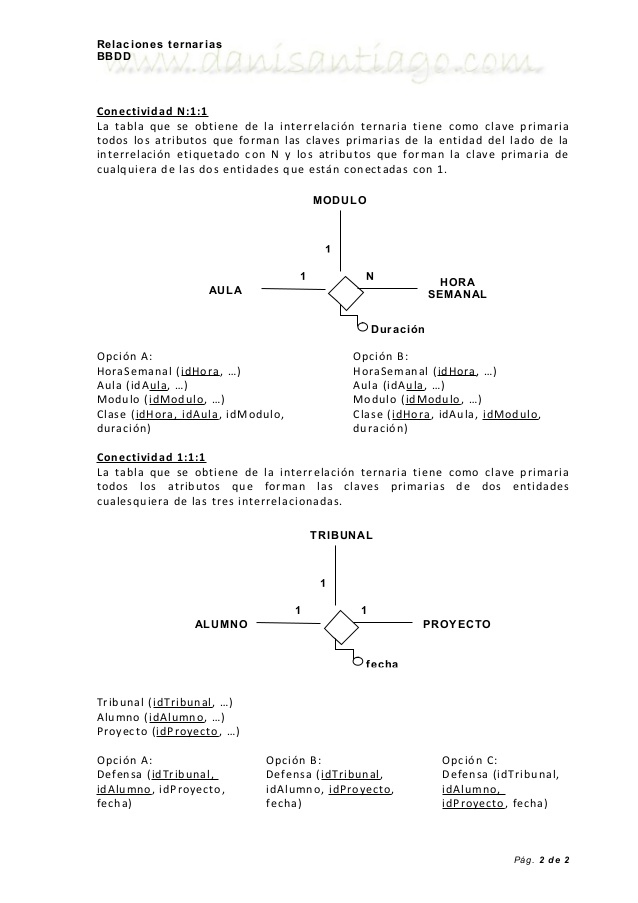 Relaciones ternarias
BBDD
www.danisantiago.com
Conectividad N:1:1
La tabla que se obtiene de la interrelación ternaria tiene como clave primaria
todos los atributos que forman las claves primarias de la entidad del lado de la
interrelación etiquetado con N y los atributos que forman la clave primaria de
cualquiera de las dos entidades que están conectadas con 1.
MODULO
1
1
N
AULA
HORA
SEMANAL
Duración
Opción A:
HoraSemanal (idHora, …)
Aula (idAula, …)
Modulo (idModulo, …)
Clase (idHora, idAula, idModulo,
duración)
Opción B:
HoraSemanal (idHora, …)
Aula (idAula, …)
Modulo (idModulo, …)
Clase (idHora, idAula, idModulo,
duración)
Conectividad 1:1:1
La tabla que se obtiene de la interrelación ternaria tiene como clave primaria
todos los atributos que forman las claves primarias de dos entidades
cualesquiera de las tres interrelacionadas.
TRIBUNAL
1
1
1
ALUMNO
PROYECTO
fecha
Tribunal (idTribunal, …)
Alumno (idAlumno, …)
Proyecto (idProyecto, …)
Opción A:
Defensa (idTribunal,
idAlumno, idProyecto,
fecha)
Opción B:
Defensa (idTribunal,
idAlumno, idProyecto,
fecha)
Opción C:
Defensa (idTribunal,
idAlumno,
idProyecto, fecha)
Pág. 2 de 2